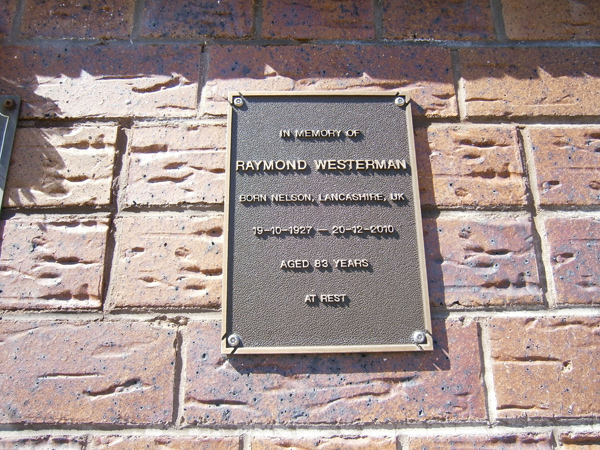 IN MEMORY OF
RAYMOND WESTERMAN
BORN NELSON, LANCASHIRE, UK
19-10-1927 — 20-12-2010
AGED 83 YEARS
AT REST